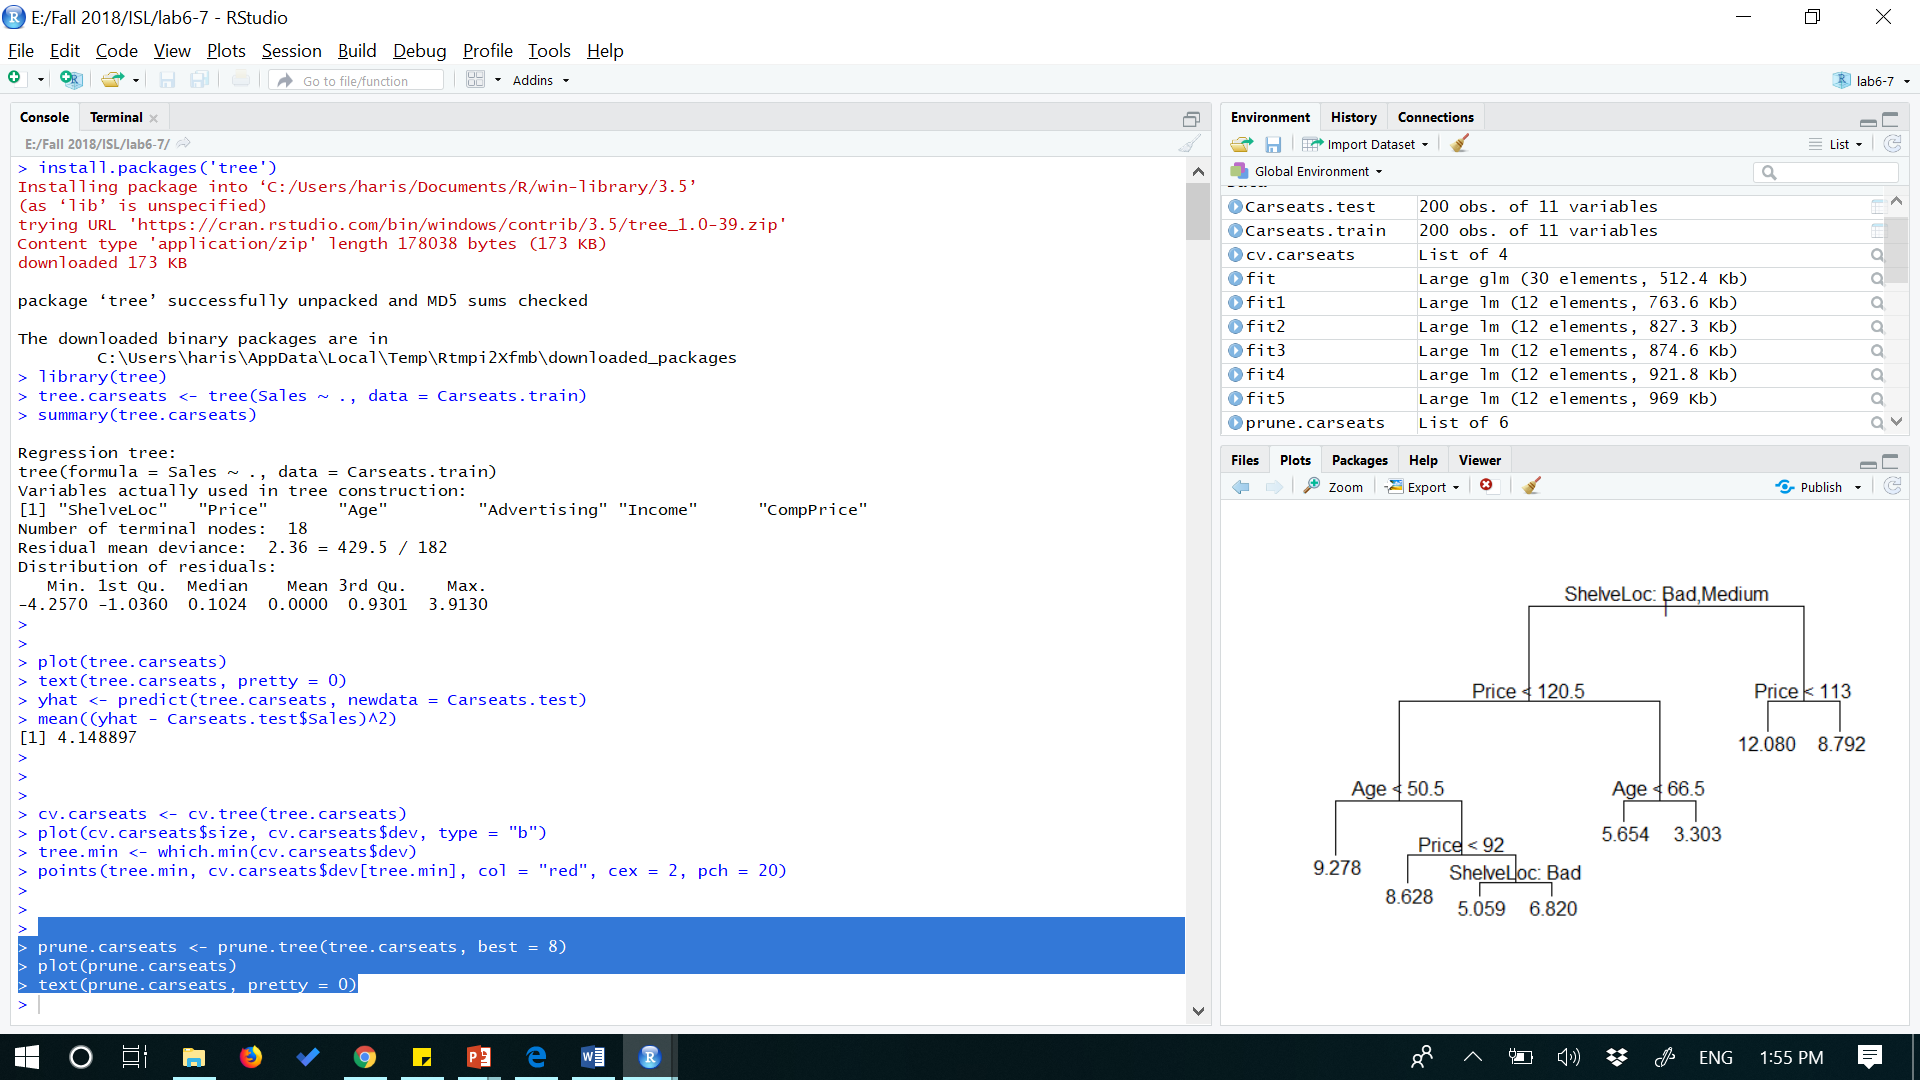 E:/Fall 2018/ISL/lab6-7 - RStudio
File Edit Code View Plots Session Build Debug Profile Tools Help
Go to file/function Addins lab6-7
Console Terminal
E:/Fall 2018/ISL/lab6-7/
> install.packages('tree')
Installing package into ‘C:/Users/haris/Documents/R/win-library/3.5’
(as ‘lib’ is unspecified)
trying URL 'https://cran.rstudio.com/bin/windows/contrib/3.5/tree_1.0-39.zip'
Content type 'application/zip' length 178038 bytes (173 KB)
downloaded 173 KB
package ‘tree’ successfully unpacked and MD5 sums checked
The downloaded binary packages are in
C:\Users\haris\AppData\Local\Temp\Rtmpi2Xfmb\downloaded_packages
> library(tree)
> tree.carseats <- tree(Sales ~ ., data = Carseats.train)
> summary(tree.carseats)
Regression tree:
tree(formula = Sales ~ ., data = Carseats.train)
Variables actually used in tree construction:
[1] "ShelveLoc" "Price" "Age" "Advertising" "Income" "CompPrice"
Number of terminal nodes: 18
Residual mean deviance: 2.36 = 429.5 / 182
Distribution of residuals:
Min. 1st Qu. Median Mean 3rd Qu. Max.
-4.2570 -1.0360 0.1024 0.0000 0.9301 3.9130
>
>
> plot(tree.carseats)
> text(tree.carseats, pretty = 0)
> yhat <- predict(tree.carseats, newdata = Carseats.test)
> mean((yhat - Carseats.test$Sales)^2)
[1] 4.148897
>
>
>
> cv.carseats <- cv.tree(tree.carseats)
> plot(cv.carseats$size, cv.carseats$dev, type = "b")
> tree.min <- which.min(cv.carseats$dev)
> points(tree.min, cv.carseats$dev[tree.min], col = "red", cex = 2, pch = 20)
>
>
>
> prune.carseats <- prune.tree(tree.carseats, best = 8)
> plot(prune.carseats)
> text(prune.carseats, pretty = 0)
>
Environment History Connections
Import Dataset List
Global Environment
Carseats.test 200 obs. of 11 variables
Carseats.train 200 obs. of 11 variables
cv.carseats List of 4
fit Large glm (30 elements, 512.4 Kb)
fit1 Large lm (12 elements, 763.6 Kb)
fit2 Large lm (12 elements, 827.3 Kb)
fit3 Large lm (12 elements, 874.6 Kb)
fit4 Large lm (12 elements, 921.8 Kb)
fit5 Large lm (12 elements, 969 Kb)
prune.carseats List of 6
Files Plots Packages Help Viewer
Zoom Export Publish
ShelveLoc: Bad,Medium
Price < 120.5 Price < 113
12.080 8.792
Age < 50.5 Age < 66.5
5.654 3.303
Price < 92
9.278 ShelveLoc: Bad
8.628
5.059 6.820
ENG 1:55 PM